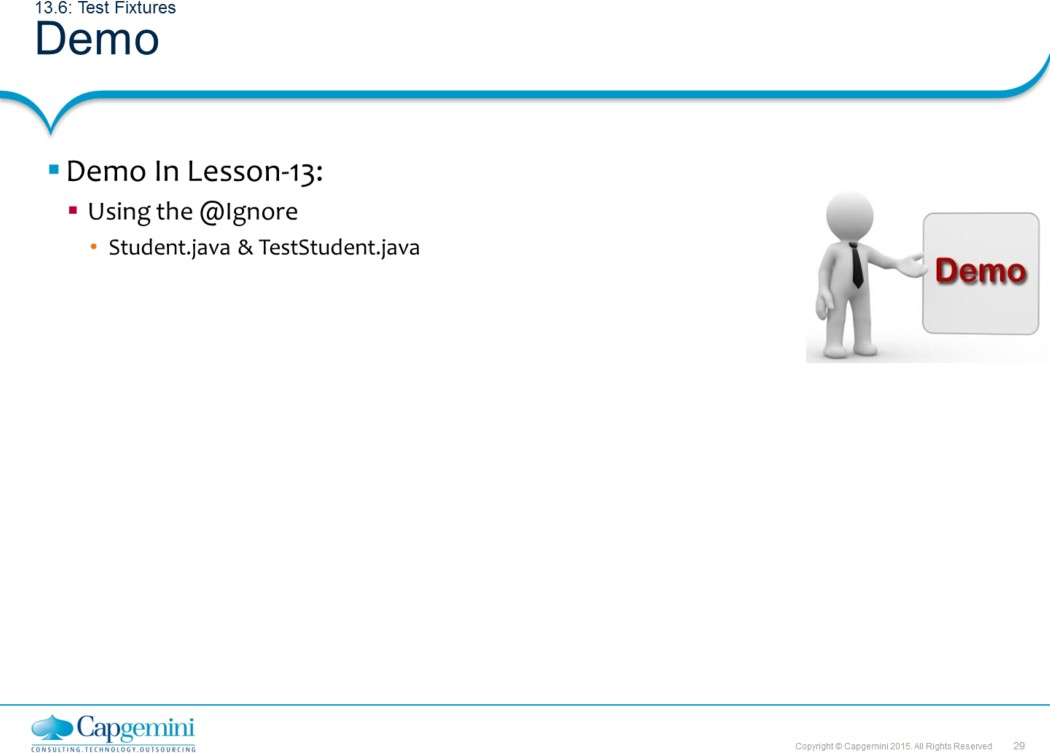 13.6: Test Fixtures
Demo
Demo In Lesson-13:
Using the @Ignore
Student.java & TestStudent.java
Demo
Capgemini
CONSULTING.TECHNOLOGY.OUTSOURCING
Copyright © Capgemini 2015. All Rights Reserved 29